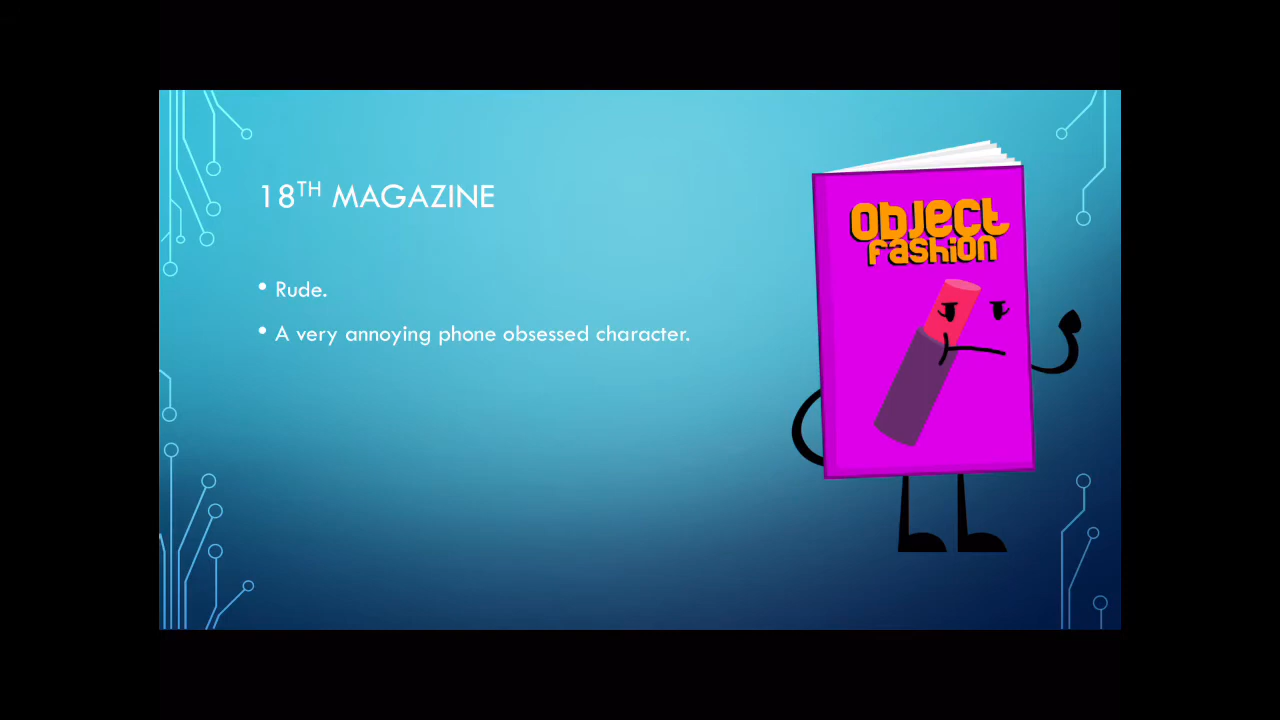 18TH MAGAZINE
• Rude.
• A very annoying phone obsessed character.
object
fashion